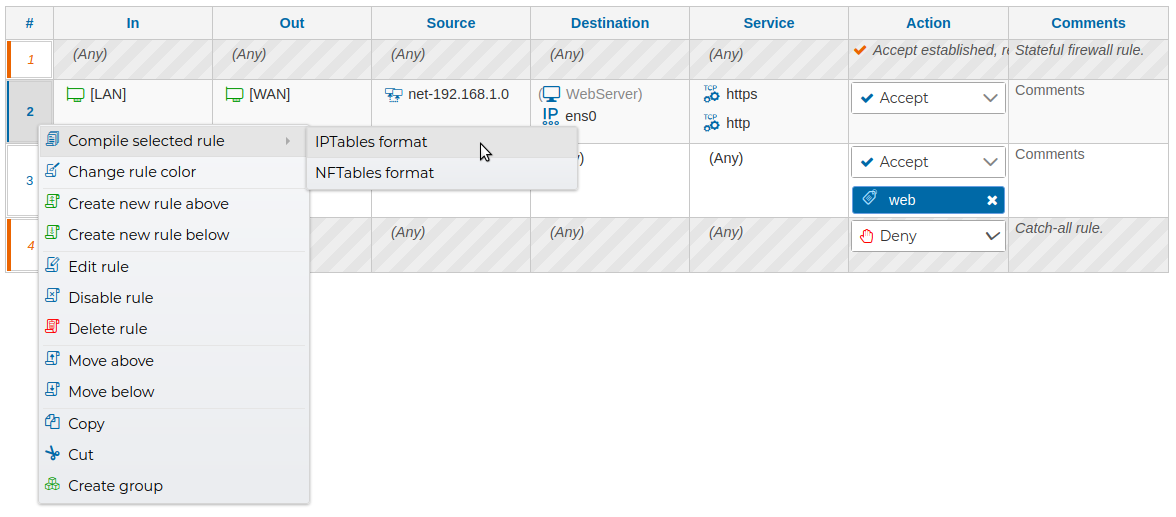 # In Out Source Destination Service Action Comments
1 (Any) (Any) (Any) (Any) (Any) Accept established, r Stateful firewall rule.
2 [LAN] [WAN] net-192.168.1.0 (WebServer) TCP https Accept Comments
IP ens0 TCP http
Compile selected rule IPTables format
Change rule color NFTables format
3 y) (Any) Accept Comments
web
Create new rule above
Create new rule below
4 (Any) (Any) (Any) Deny Catch-all rule.
Edit rule
Disable rule
Delete rule
Move above
Move below
Copy
Cut
Create group